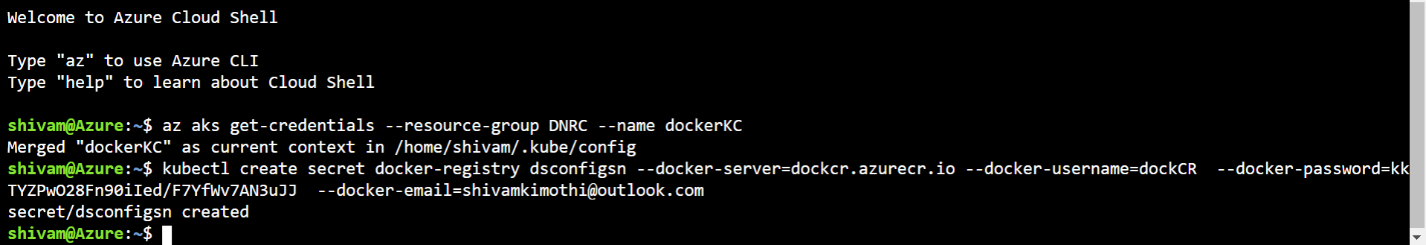 Welcome to Azure Cloud Shell
Type "az" to use Azure CLI
Type "help" to learn about Cloud Shell
shivam@Azure:~$ az aks get-credentials --resource-group DNRC --name dockerKC
Merged "dockerKC" as current context in /home/shivam/.kube/config
shivam@Azure:~$ kubectl create secret docker-registry dsconfigsn --docker-server=dockcr.azurecr.io --docker-username=dockCR  --docker-password=kk
TYZPwO28Fn90iIed/F7YfWv7AN3uJJ  --docker-email=shivamkimothi@outlook.com
secret/dsconfigsn created
shivam@Azure:~$